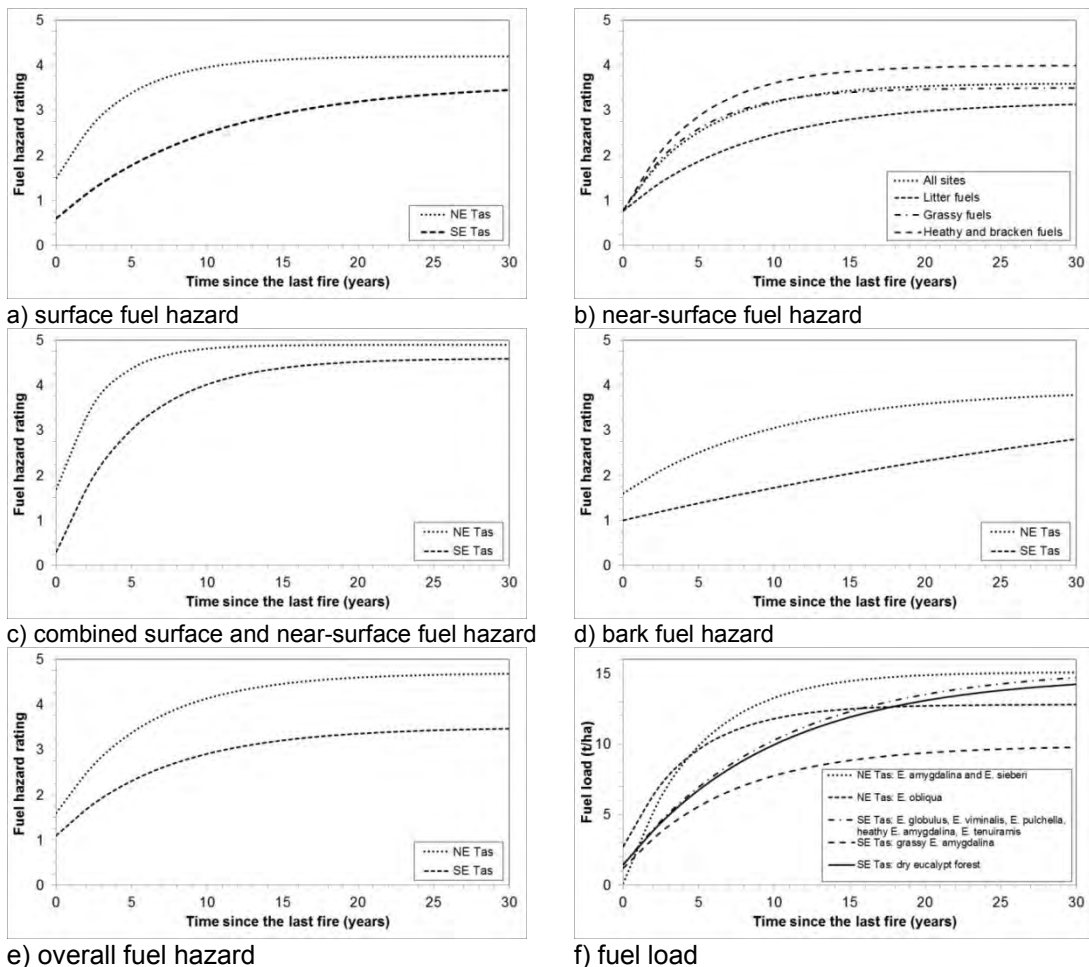 5
4
3
2
1
0
Fuel hazard rating
0 5 10 15 20 25 30
Time since the last fire (years)
NE Tas
SE Tas
a) surface fuel hazard
5
4
3
2
1
0
Fuel hazard rating
0 5 10 15 20 25 30
Time since the last fire (years)
All sites
Litter fuels
Grassy fuels
Heathy and bracken fuels
b) near-surface fuel hazard
5
4
3
2
1
0
Fuel hazard rating
0 5 10 15 20 25 30
Time since the last fire (years)
NE Tas
SE Tas
c) combined surface and near-surface fuel hazard
5
4
3
2
1
0
Fuel hazard rating
0 5 10 15 20 25 30
Time since the last fire (years)
NE Tas
SE Tas
d) bark fuel hazard
5
4
3
2
1
0
Fuel hazard rating
0 5 10 15 20 25 30
Time since the last fire (years)
NE Tas
SE Tas
e) overall fuel hazard
15
10
5
0
Fuel load (t/ha)
0 5 10 15 20 25 30
Time since the last fire (years)
NE Tas: E. amygdalina and E. sieberi
NE Tas: E. obliqua
SE Tas: E. globulus, E. viminalis, E. pulchella,
heathy E. amygdalina, E. tenuiramis
SE Tas: grassy E. amygdalina
SE Tas: dry eucalypt forest
f) fuel load